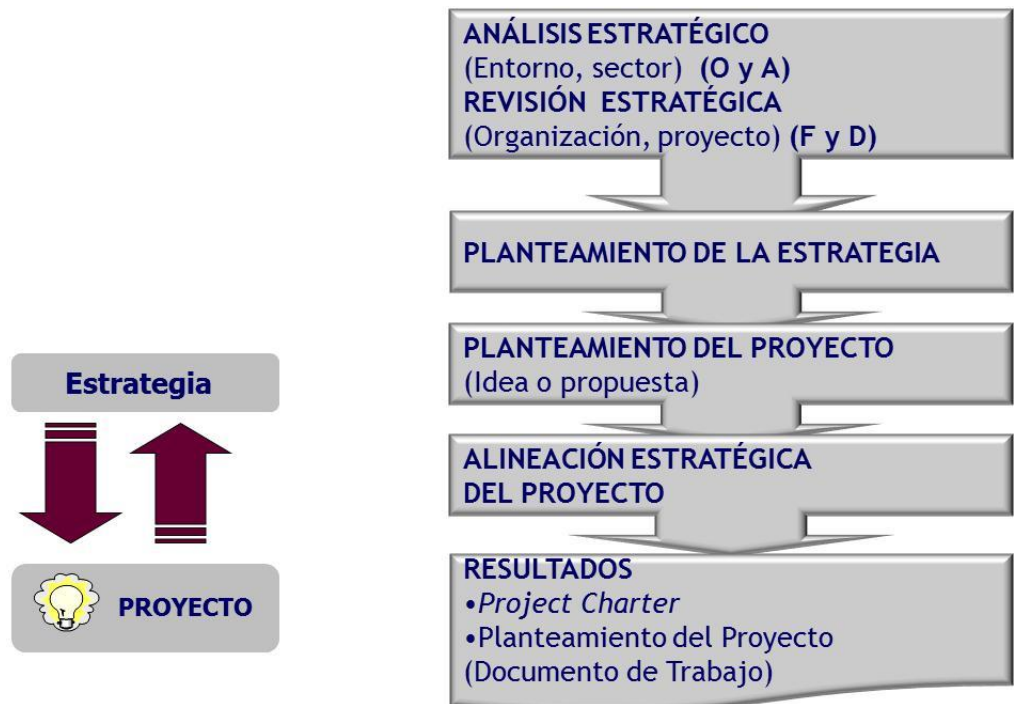 ANÁLISIS ESTRATÉGICO
(Entorno, sector) (O y A)
REVISIÓN ESTRATÉGICA
(Organización, proyecto) (F y D)
PLANTEAMIENTO DE LA ESTRATEGIA
PLANTEAMIENTO DEL PROYECTO
(Idea o propuesta)
ALINEACIÓN ESTRATÉGICA
DEL PROYECTO
RESULTADOS
•Project Charter
•Planteamiento del Proyecto
(Documento de Trabajo)
Estrategia
PROYECTO